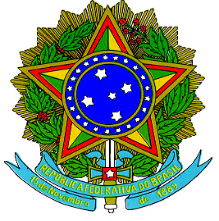 REPUBLICA FEDERATIVA DO BRASIL
15 de Novembro de 1889